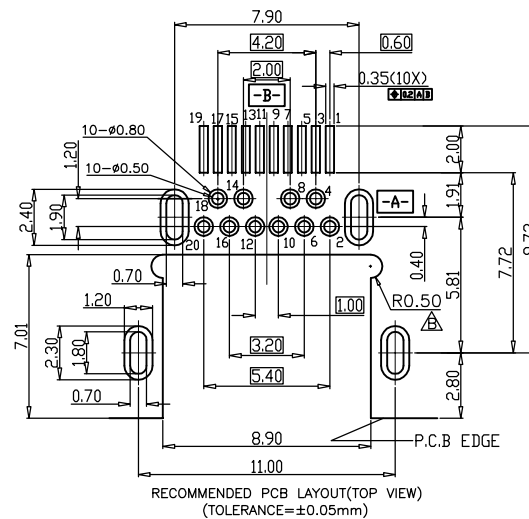 7.90
4.20
0.60
2.00
0.35(10X)
-B-
⌖ 0.2 A B
19 17 15 13 11 9 7 5 3 1
10-ø0.80
10-ø0.50
1.20
2.00
18 14 8 4
-A-
1.91
2.40
1.90
20 16 12 10 6 2
0.40
5.81
7.72
9.72
0.70
R0.50
B
1.20
1.00
7.01
2.30
1.80
3.20
0.70
5.40
2.80
8.90
P.C.B EDGE
11.00
RECOMMENDED PCB LAYOUT(TOP VIEW)
(TOLERANCE=±0.05mm)